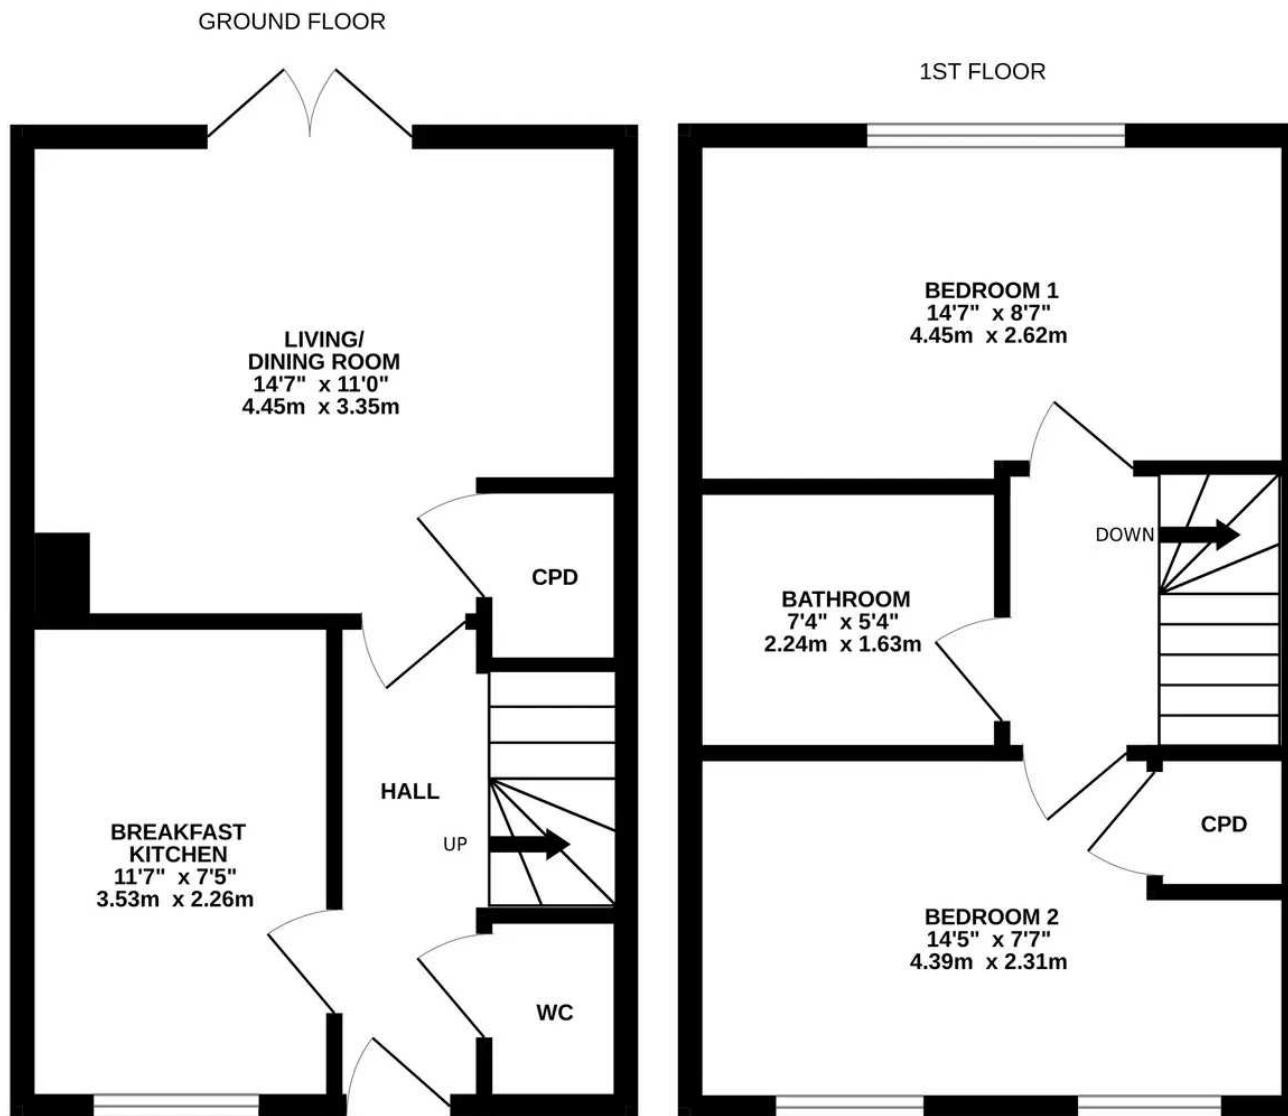 GROUND FLOOR
LIVING/
DINING ROOM
14'7" x 11'0"
4.45m x 3.35m
CPD
HALL
UP
BREAKFAST
KITCHEN
11'7" x 7'5"
3.53m x 2.26m
WC
1ST FLOOR
BEDROOM 1
14'7" x 8'7"
4.45m x 2.62m
DOWN
BATHROOM
7'4" x 5'4"
2.24m x 1.63m
CPD
BEDROOM 2
14'5" x 7'7"
4.39m x 2.31m